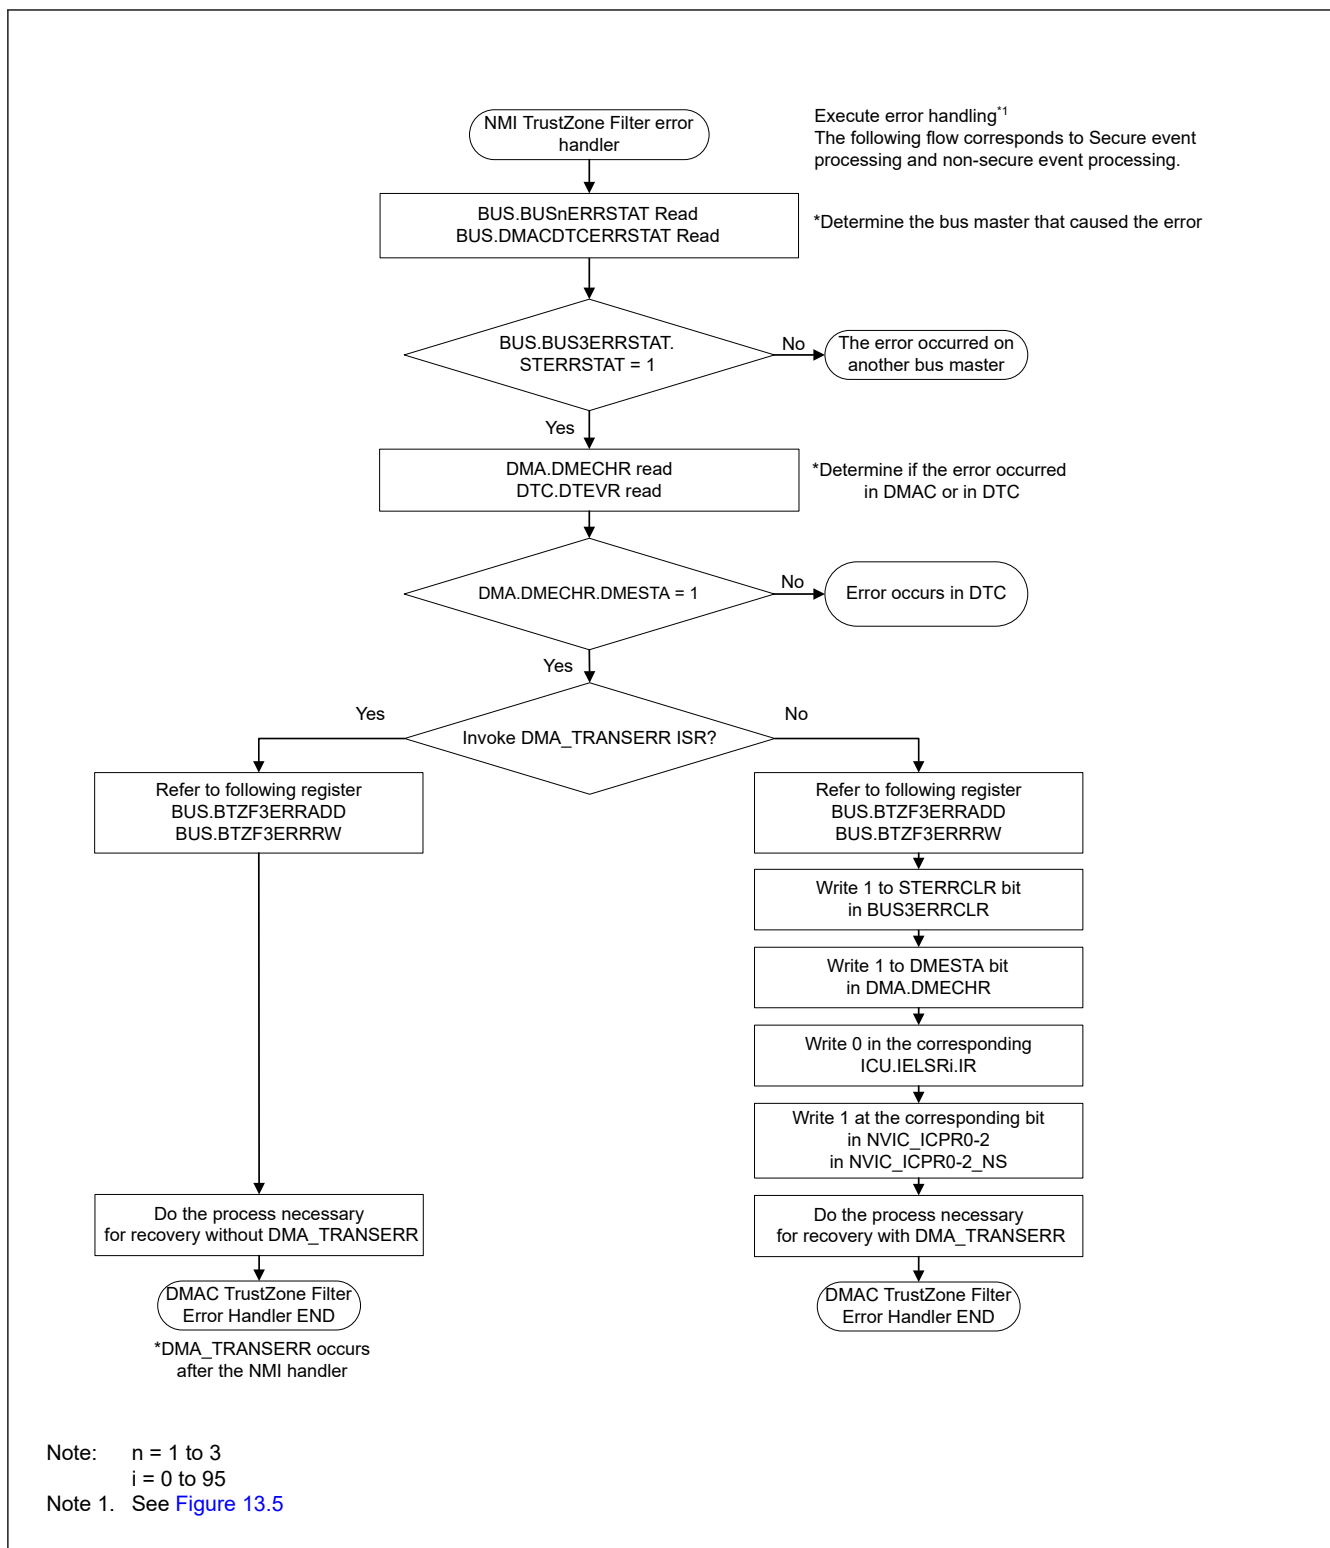 NMI TrustZone Filter error
handler
Execute error handling*1
The following flow corresponds to Secure event
processing and non-secure event processing.
BUS.BUSnERRSTAT Read
BUS.DMACDTCERRSTAT Read
*Determine the bus master that caused the error
BUS.BUS3ERRSTAT.
STERRSTAT = 1
No
The error occurred on
another bus master
Yes
DMA.DMECHR read
DTC.DTEVR read
*Determine if the error occurred
in DMAC or in DTC
DMA.DMECHR.DMESTA = 1
No
Error occurs in DTC
Yes
Invoke DMA_TRANSERR ISR?
Yes
No
Refer to following register
BUS.BTZF3ERRADD
BUS.BTZF3ERRRW
Refer to following register
BUS.BTZF3ERRADD
BUS.BTZF3ERRRW
Write 1 to STERRCLR bit
in BUS3ERRCLR
Write 1 to DMESTA bit
in DMA.DMECHR
Write 0 in the corresponding
ICU.IELSRi.IR
Write 1 at the corresponding bit
in NVIC_ICPR0-2
in NVIC_ICPR0-2_NS
Do the process necessary
for recovery without DMA_TRANSERR
Do the process necessary
for recovery with DMA_TRANSERR
DMAC TrustZone Filter
Error Handler END
DMAC TrustZone Filter
Error Handler END
*DMA_TRANSERR occurs
after the NMI handler
Note: n = 1 to 3
i = 0 to 95
Note 1. See Figure 13.5